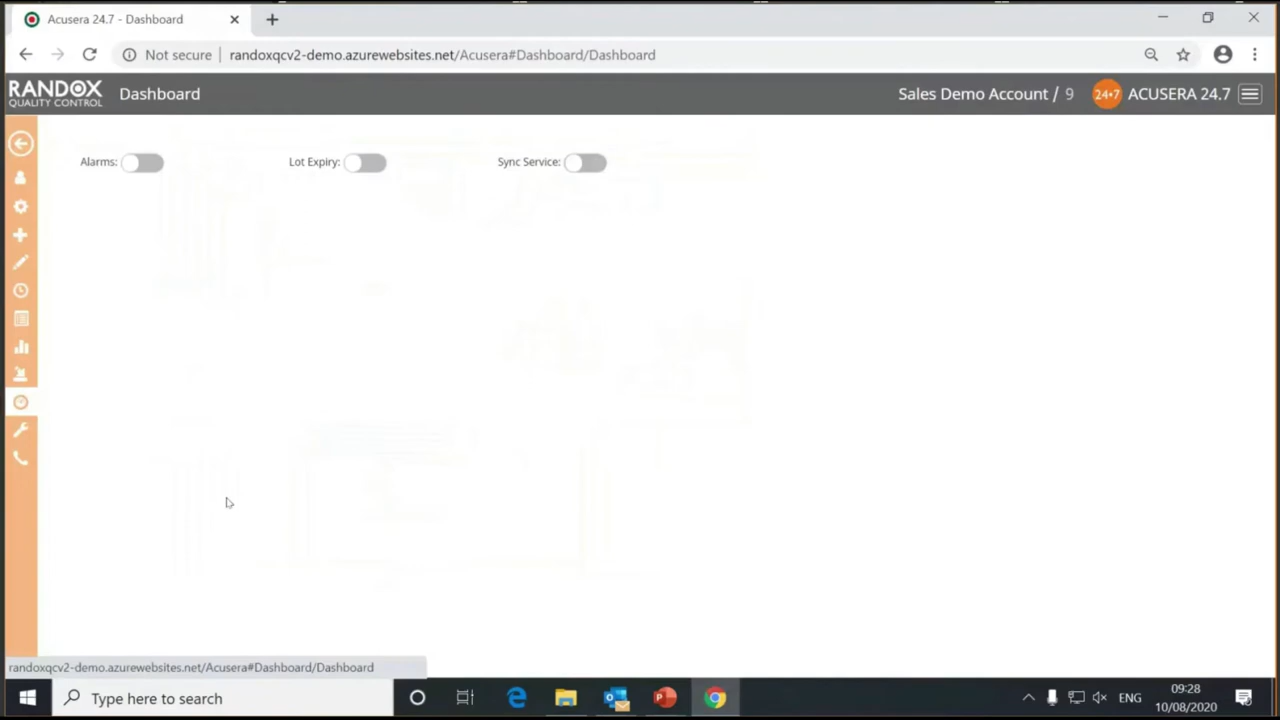 Acusera 24.7 - Dashboard
Not secure
randoxqcv2-demo.azurewebsites.net/Acusera#Dashboard/Dashboard
RANDOX
QUALITY CONTROL
Dashboard
Sales Demo Account / 9
24•7
ACUSERA 24.7
Alarms:
Lot Expiry:
Sync Service:
randoxqcv2-demo.azurewebsites.net/Acusera#Dashboard/Dashboard
Type here to search
ENG
09:28
10/08/2020